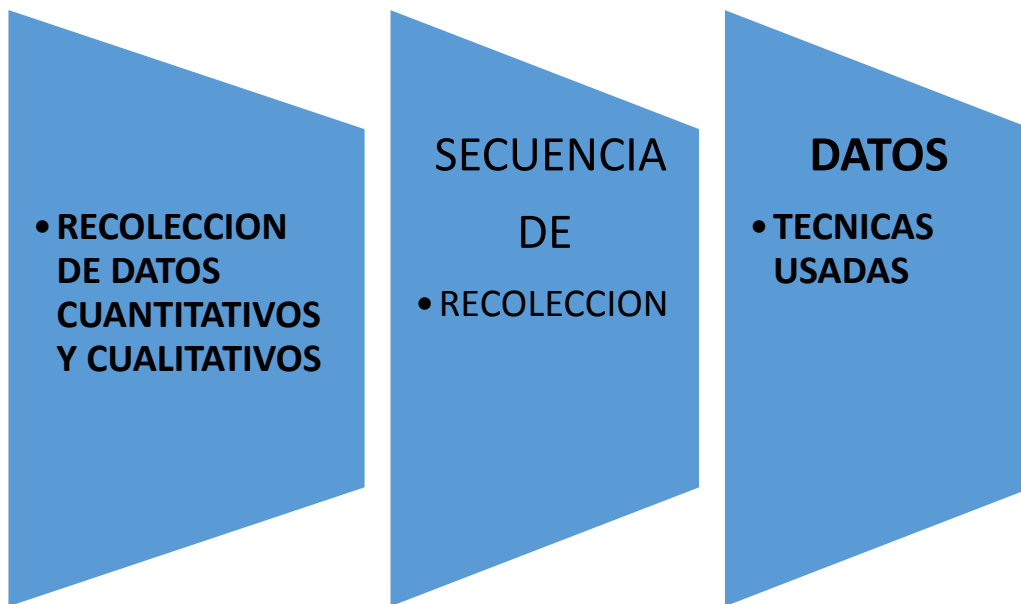 • RECOLECCION
DE DATOS
CUANTITATIVOS
Y CUALITATIVOS
SECUENCIA
DE
• RECOLECCION
DATOS
• TECNICAS
USADAS